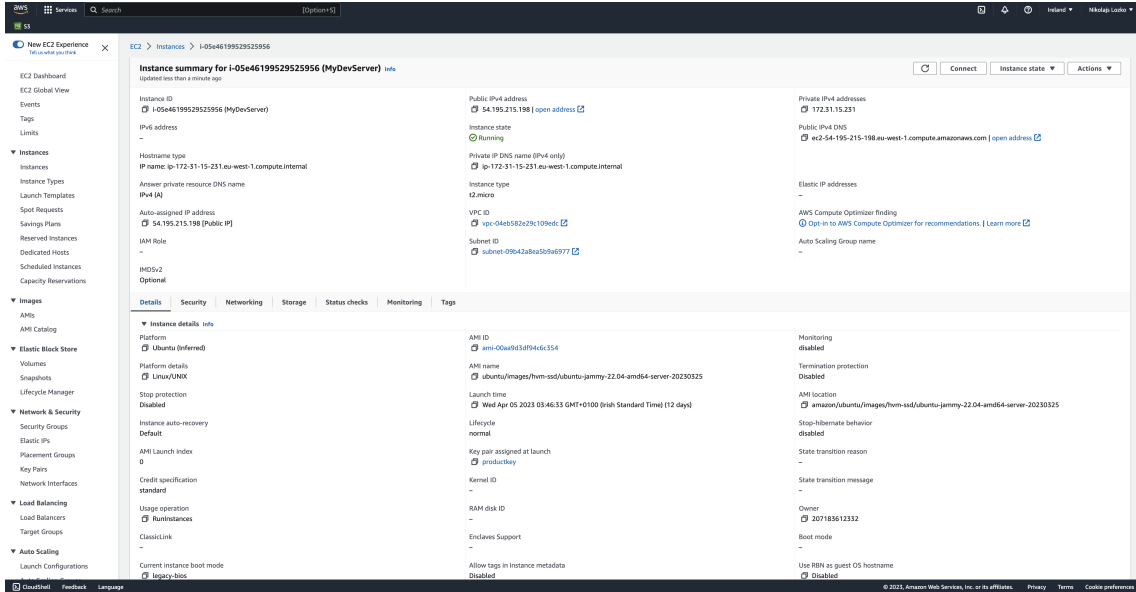 aws Services Search [Option+S] Ireland Nikolajs Lozko
S3
New EC2 Experience
Tell us what you think
EC2 Dashboard
EC2 Global View
Events
Tags
Limits
Instances
Instances
Instance Types
Launch Templates
Spot Requests
Savings Plans
Reserved Instances
Dedicated Hosts
Scheduled Instances
Capacity Reservations
Images
AMIs
AMI Catalog
Elastic Block Store
Volumes
Snapshots
Lifecycle Manager
Network & Security
Security Groups
Elastic IPs
Placement Groups
Key Pairs
Network Interfaces
Load Balancing
Load Balancers
Target Groups
Auto Scaling
Launch Configurations
EC2 > Instances > i-05e46199529525956
Instance summary for i-05e46199529525956 (MyDevServer) Info
Updated less than a minute ago
Connect Instance state Actions
Instance ID
i-05e46199529525956 (MyDevServer)
Public IPv4 address
54.195.215.198 | open address
Private IPv4 addresses
172.31.15.231
IPv6 address
–
Instance state
Running
Public IPv4 DNS
ec2-54-195-215-198.eu-west-1.compute.amazonaws.com | open address
Hostname type
IP name: ip-172-31-15-231.eu-west-1.compute.internal
Private IP DNS name (IPv4 only)
ip-172-31-15-231.eu-west-1.compute.internal
Answer private resource DNS name
IPv4 (A)
Instance type
t2.micro
Elastic IP addresses
–
Auto-assigned IP address
54.195.215.198 [Public IP]
VPC ID
vpc-04eb582e29c109edc
AWS Compute Optimizer finding
Opt-in to AWS Compute Optimizer for recommendations. | Learn more
IAM Role
–
Subnet ID
subnet-09b42a8ea5b9a6977
Auto Scaling Group name
–
IMDSv2
Optional
Details Security Networking Storage Status checks Monitoring Tags
Instance details Info
Platform
Ubuntu (Inferred)
AMI ID
ami-00aa9d3df94c6c354
Monitoring
disabled
Platform details
Linux/UNIX
AMI name
ubuntu/images/hvm-ssd/ubuntu-jammy-22.04-amd64-server-20230325
Termination protection
Disabled
Stop protection
Disabled
Launch time
Wed Apr 05 2023 03:46:33 GMT+0100 (Irish Standard Time) (12 days)
AMI location
amazon/ubuntu/images/hvm-ssd/ubuntu-jammy-22.04-amd64-server-20230325
Instance auto-recovery
Default
Lifecycle
normal
Stop-hibernate behavior
disabled
AMI Launch index
0
Key pair assigned at launch
productkey
State transition reason
–
Credit specification
standard
Kernel ID
–
State transition message
–
Usage operation
RunInstances
RAM disk ID
–
Owner
207183612332
ClassicLink
–
Enclaves Support
–
Boot mode
–
Current instance boot mode
legacy-bios
Allow tags in instance metadata
Disabled
Use RBN as guest OS hostname
Disabled
CloudShell Feedback Language © 2023, Amazon Web Services, Inc. or its affiliates. Privacy Terms Cookie preferences